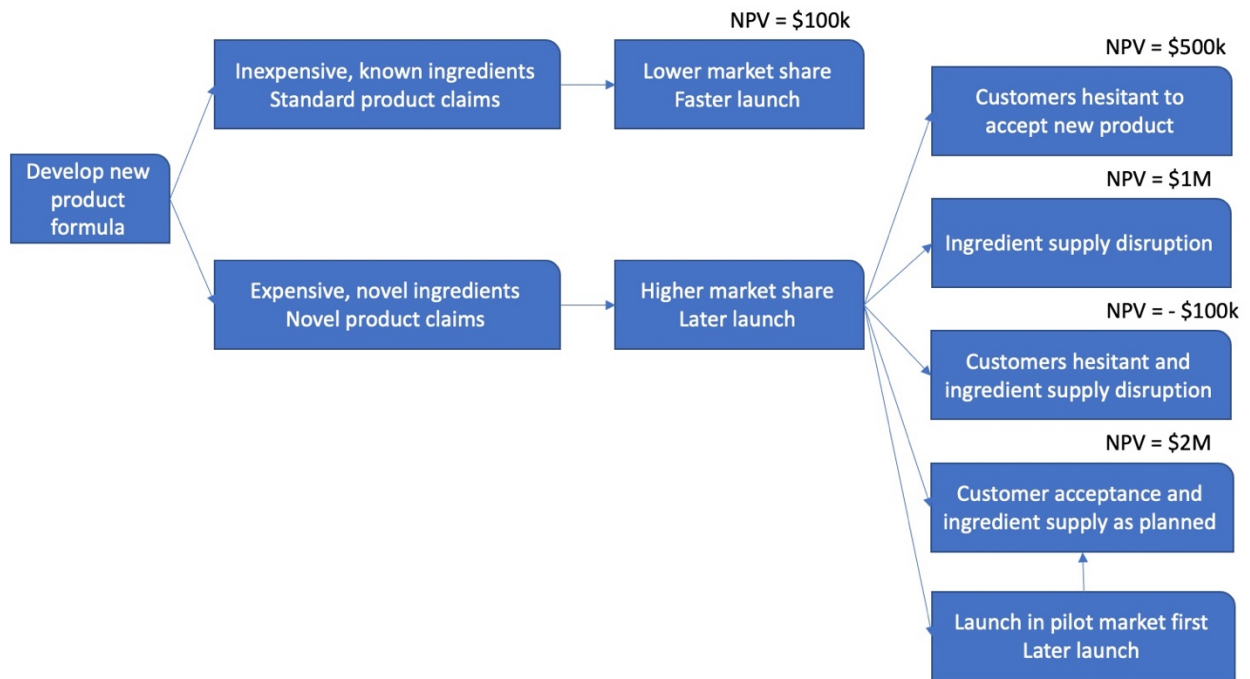 NPV = $100k
NPV = $500k
Inexpensive, known ingredients
Standard product claims
Lower market share
Faster launch
Customers hesitant to
accept new product
Develop new
product
formula
NPV = $1M
Ingredient supply disruption
Expensive, novel ingredients
Novel product claims
Higher market share
Later launch
NPV = - $100k
Customers hesitant and
ingredient supply disruption
NPV = $2M
Customer acceptance and
ingredient supply as planned
Launch in pilot market first
Later launch